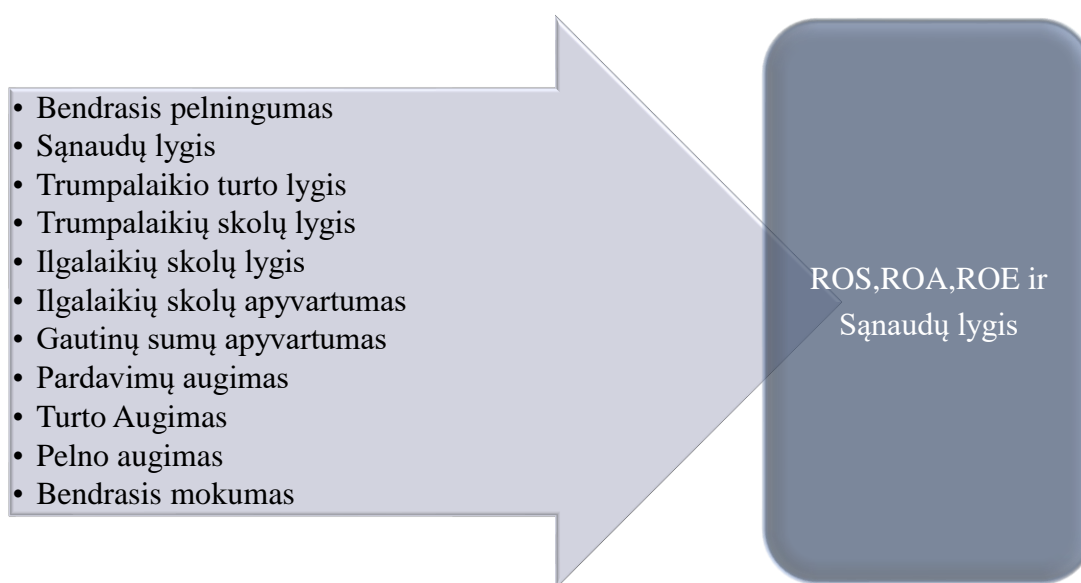 • Bendrasis pelningumas
• Sąnaudų lygis
• Trumpalaikio turto lygis
• Trumpalaikių skolų lygis
• Ilgalaikių skolų lygis
• Ilgalaikių skolų apyvartumas
• Gautinų sumų apyvartumas
• Pardavimų augimas
• Turto Augimas
• Pelno augimas
• Bendrasis mokumas
ROS,ROA,ROE ir
Sąnaudų lygis